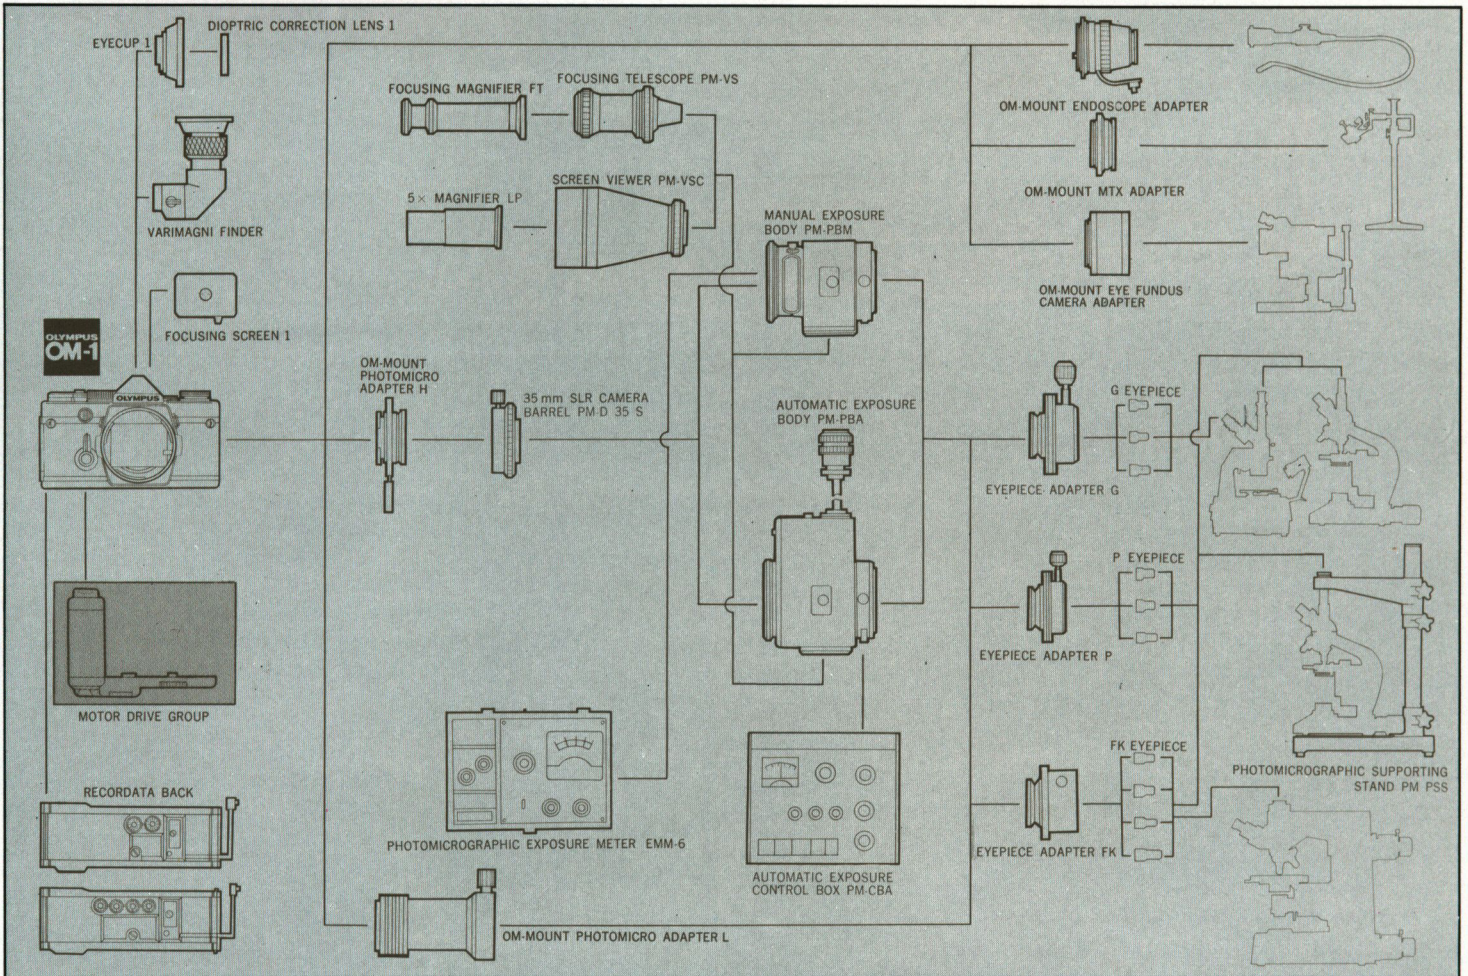 DIOPTRIC CORRECTION LENS 1
EYECUP 1
VARIMAGNI FINDER
FOCUSING SCREEN 1
OLYMPUS
OM-1
OLYMPUS
MOTOR DRIVE GROUP
RECORDATA BACK
FOCUSING MAGNIFIER FT
FOCUSING TELESCOPE PM-VS
5× MAGNIFIER LP
SCREEN VIEWER PM-VSC
OM-MOUNT
PHOTOMICRO
ADAPTER H
35 mm SLR CAMERA
BARREL PM-D 35 S
MANUAL EXPOSURE
BODY PM-PBM
AUTOMATIC EXPOSURE
BODY PM-PBA
PHOTOMICROGRAPHIC EXPOSURE METER EMM-6
AUTOMATIC EXPOSURE
CONTROL BOX PM-CBA
OM-MOUNT PHOTOMICRO ADAPTER L
OM-MOUNT ENDOSCOPE ADAPTER
OM-MOUNT MTX ADAPTER
OM-MOUNT EYE FUNDUS
CAMERA ADAPTER
G EYEPIECE
EYEPIECE ADAPTER G
P EYEPIECE
EYEPIECE ADAPTER P
FK EYEPIECE
EYEPIECE ADAPTER FK
PHOTOMICROGRAPHIC SUPPORTING
STAND PM PSS